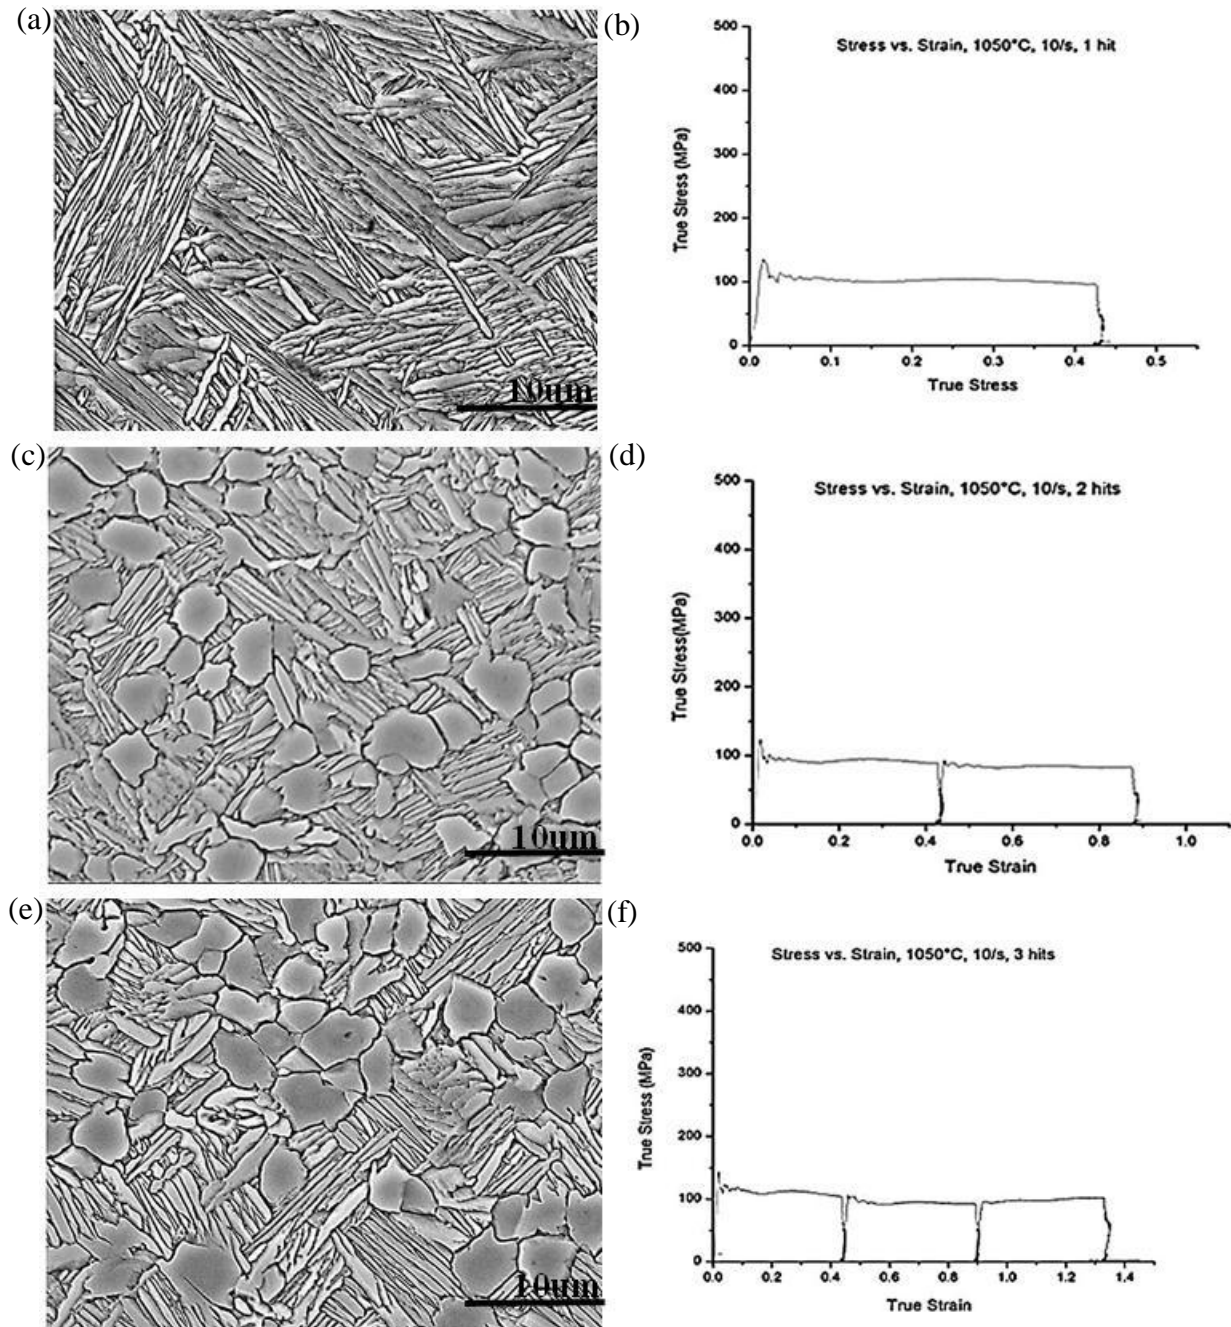 (a)
10um
(b)
Stress vs. Strain, 1050°C, 10/s, 1 hit
True Stress (MPa)
500
400
300
200
100
0
0.0 0.1 0.2 0.3 0.4 0.5
True Stress
(c)
10um
(d)
Stress vs. Strain, 1050°C, 10/s, 2 hits
True Stress(MPa)
500
400
300
200
100
0
0.0 0.2 0.4 0.6 0.8 1.0
True Strain
(e)
10um
(f)
Stress vs. Strain, 1050°C, 10/s, 3 hits
True Stress (MPa)
500
400
300
200
100
0
0.0 0.2 0.4 0.6 0.8 1.0 1.2 1.4
True Strain